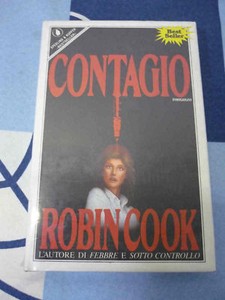 Best
Seller
CONTAGIO
ROMANZO
ROBIN COOK
L'AUTORE DI FEBBRE E SOTTO CONTROLLO